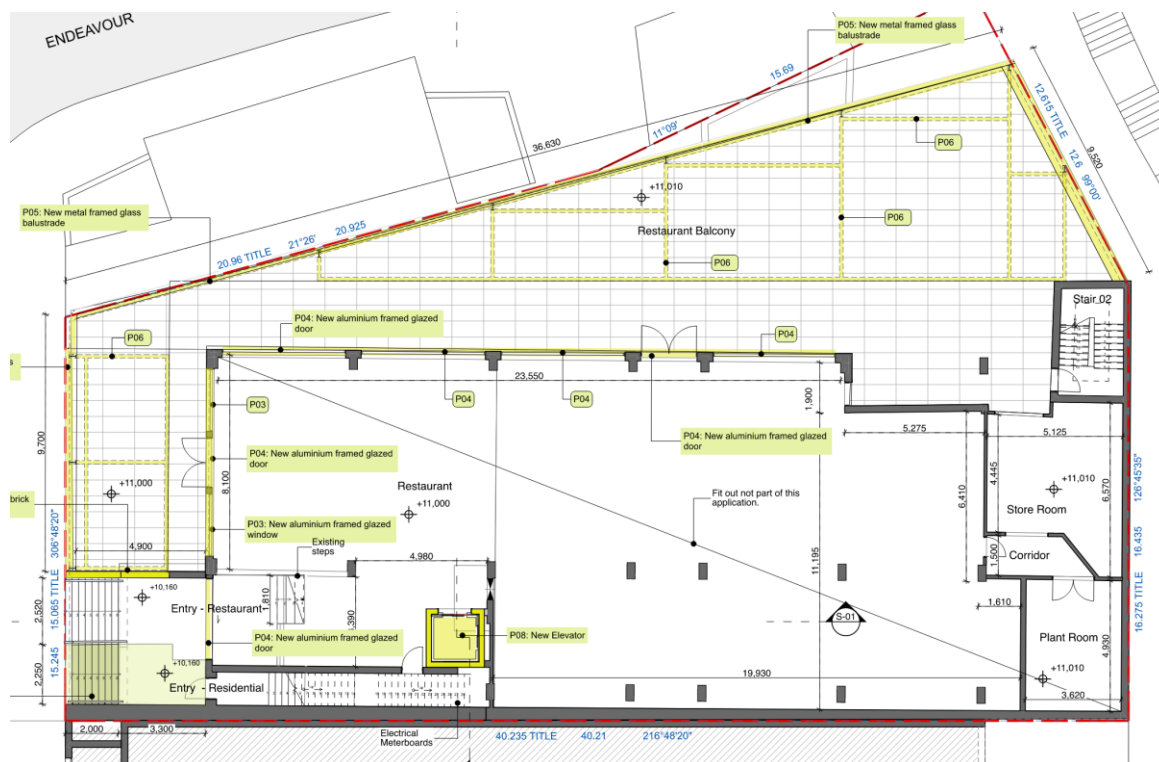 ENDEAVOUR
P05: New metal framed glass
balustrade
15.69
11°09'
36.630
12.615 TITLE 12.6 99°00'
9,520
P06
+11,010
P05: New metal framed glass
balustrade
P06
Restaurant Balcony
20.96 TITLE 21°26' 20.925
P06
Stair 02
P04: New aluminium framed glazed
door
P06
P04
23,550
P03
P04
P04
1,900
5,275
5,125
P04: New aluminium framed glazed
door
P04: New aluminium framed glazed
door
9,700
8,100
4,445
6,570
6,410
126°45'35"
+11,000
Restaurant
+11,000
+11,010
Fit out not part of this
application.
brick
P03: New aluminium framed glazed
window
Store Room
Existing
steps
4,900
4,980
11,195
1,500
Corridor
16.435
306°48'20"
+10,160
Entry - Restaurant
1,810
,390
1,610
S-01
2,520
15.065 TITLE
P04: New aluminium framed glazed
door
P08: New Elevator
Plant Room
4,930
16.275 TITLE
+10,160
+11,010
2,250
15.245
Entry - Residential
19,930
3,620
2,000
3,300
Electrical
Meterboards
40.235 TITLE 40.21 216°48'20"